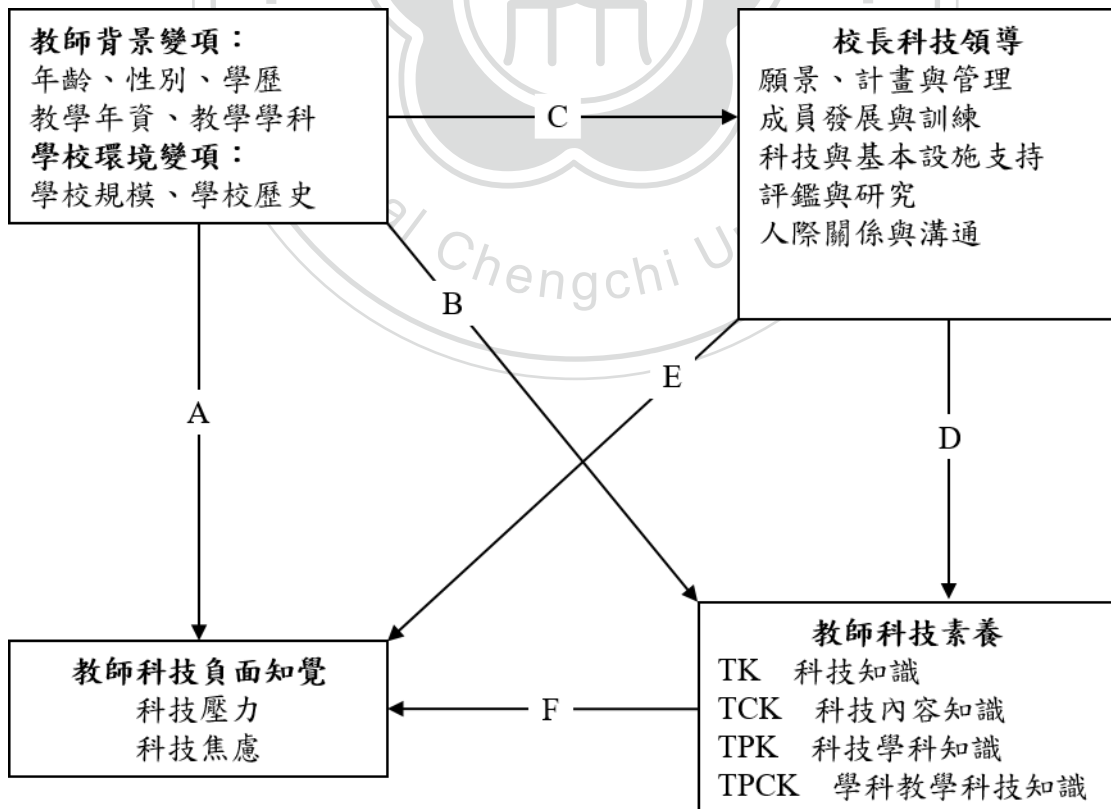 教師背景變項：
年齡、性別、學歷
教學年資、教學學科
學校環境變項：
學校規模、學校歷史
校長科技領導
願景、計畫與管理
成員發展與訓練
科技與基本設施支持
評鑑與研究
人際關係與溝通
C
al Chengchi U
B
E
A
D
教師科技負面知覺
科技壓力
科技焦慮
F
教師科技素養
TK 科技知識
TCK 科技內容知識
TPK 科技學科知識
TPCK 學科教學科技知識